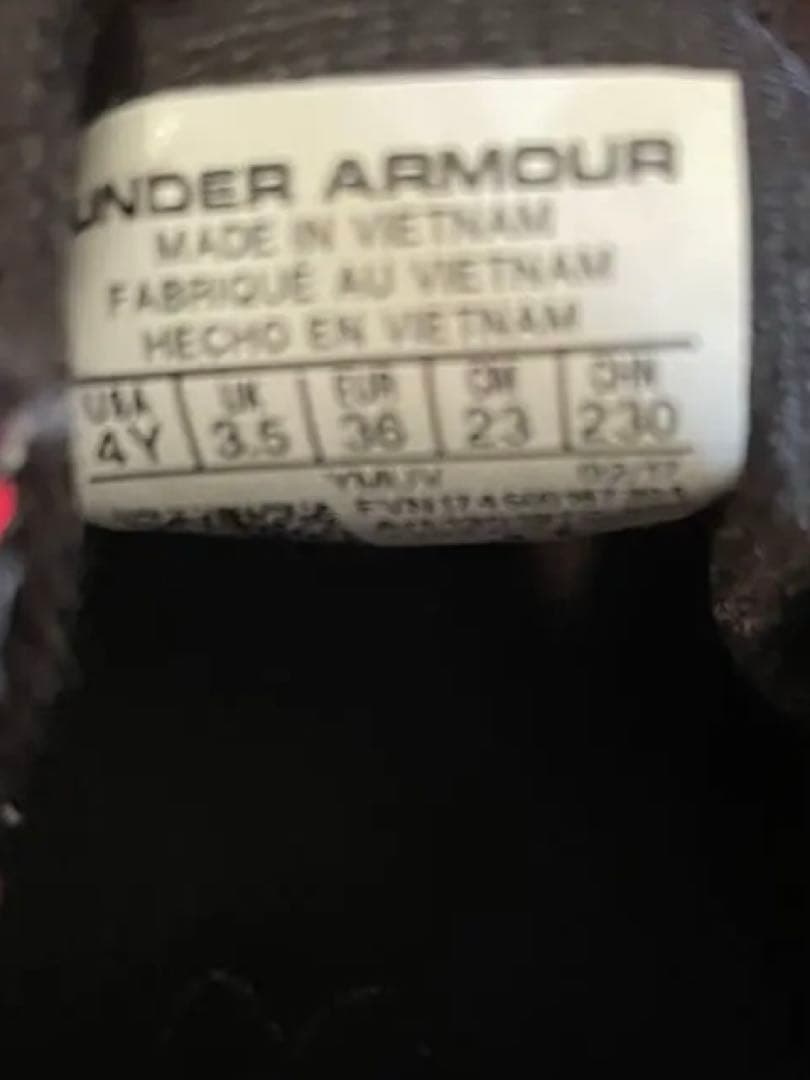 UNDER ARMOUR
MADE IN VIETNAM
FABRIQUÉ AU VIETNAM
HECHO EN VIETNAM
USA UK EUR CM CHN
4Y 3.5 36 23 230